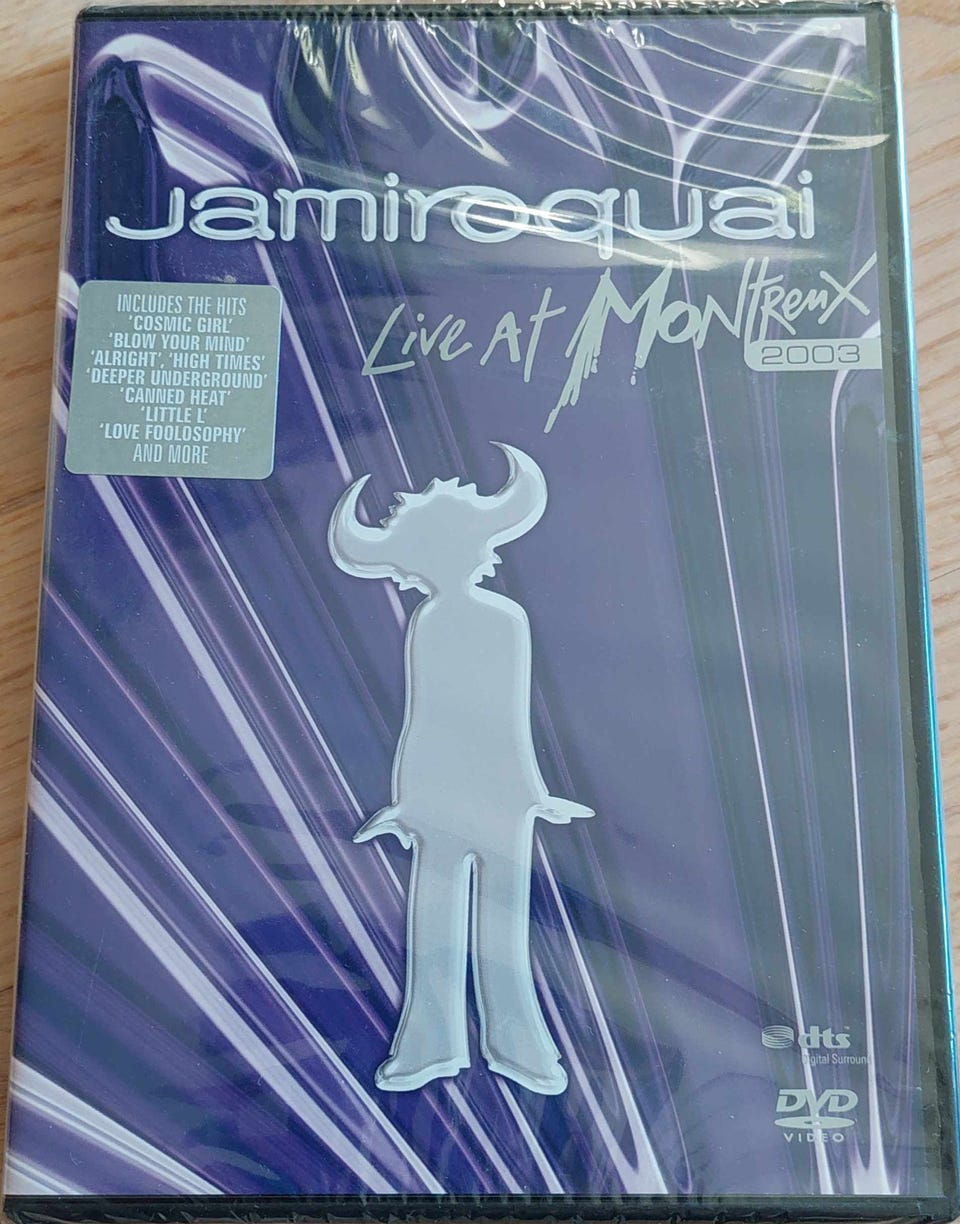 Jamiroquai
Live At Montreux
2003
INCLUDES THE HITS
'COSMIC GIRL'
'BLOW YOUR MIND'
'ALRIGHT', 'HIGH TIMES'
'DEEPER UNDERGROUND'
'CANNED HEAT'
'LITTLE L'
'LOVE FOOLOSOPHY'
AND MORE
dts
Digital Surround
DVD
VIDEO